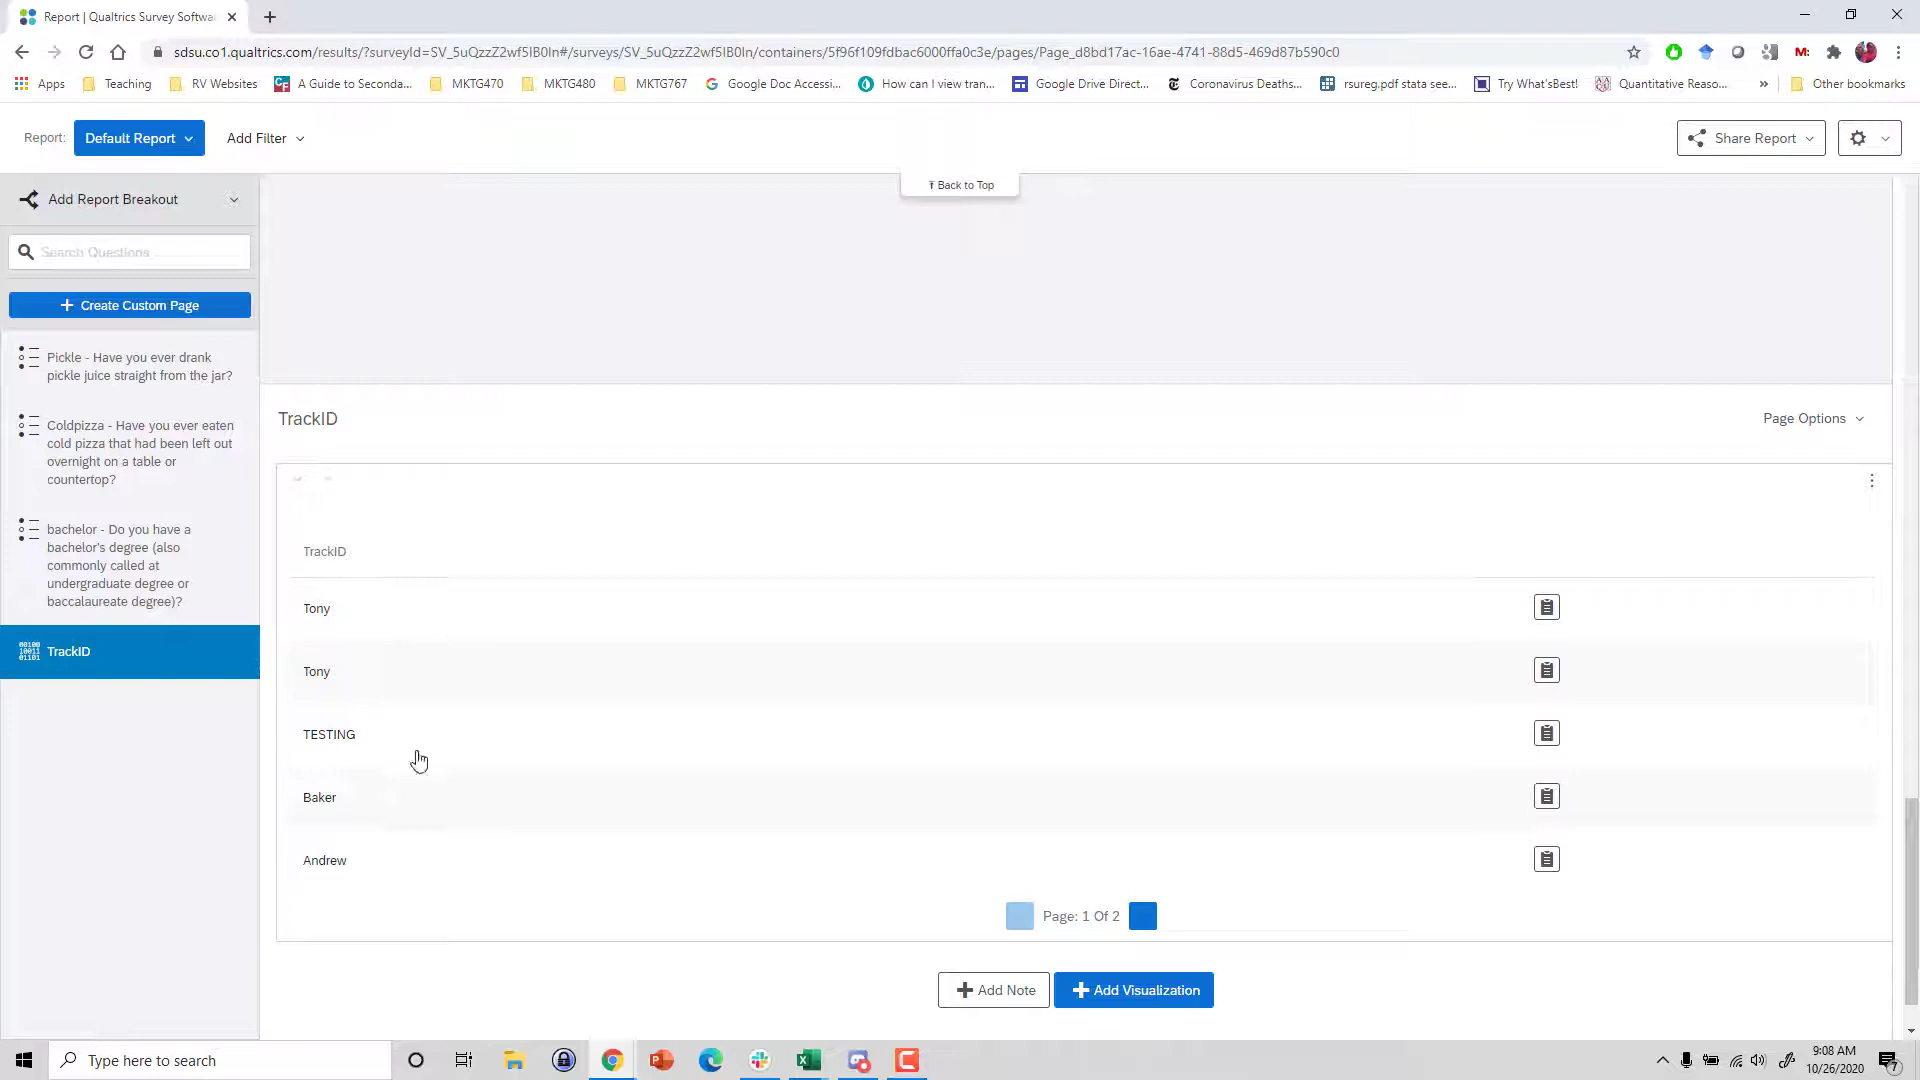 Report | Qualtrics Survey Softwa
sdsu.co1.qualtrics.com/results/?surveyId=SV_5uQzzZ2wf5IB0In#/surveys/SV_5uQzzZ2wf5IB0In/containers/5f96f109fdbac6000ffa0c3e/pages/Page_d8bd17ac-16ae-4741-88d5-469d87b590c0
Apps Teaching RV Websites A Guide to Seconda... MKTG470 MKTG480 MKTG767 Google Doc Accessi... How can I view tran... Google Drive Direct... Coronavirus Deaths... rsureg.pdf stata see... Try What'sBest! Quantitative Reaso... » Other bookmarks
Report: Default Report Add Filter Share Report
Back to Top
Add Report Breakout
Search Questions
+ Create Custom Page
Pickle - Have you ever drank
pickle juice straight from the jar?
Coldpizza - Have you ever eaten
cold pizza that had been left out
overnight on a table or
countertop?
bachelor - Do you have a
bachelor's degree (also
commonly called at
undergraduate degree or
baccalaureate degree)?
TrackID
TrackID
Page Options
TrackID
Tony
Tony
TESTING
Baker
Andrew
Page: 1 Of 2
+ Add Note
+ Add Visualization
Type here to search
9:08 AM
10/26/2020
7